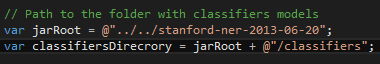 // Path to the folder with classifiers models
var jarRoot = @"../../stanford-ner-2013-06-20";
var classifiersDirecrory = jarRoot + @"/classifiers";